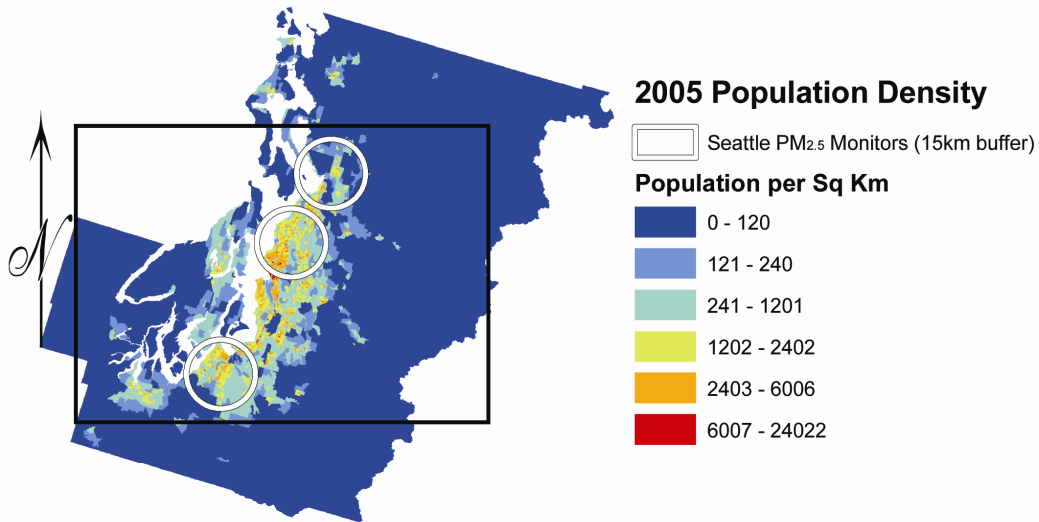 N
2005 Population Density
Seattle PM2.5 Monitors (15km buffer)
Population per Sq Km
0 - 120
121 - 240
241 - 1201
1202 - 2402
2403 - 6006
6007 - 24022